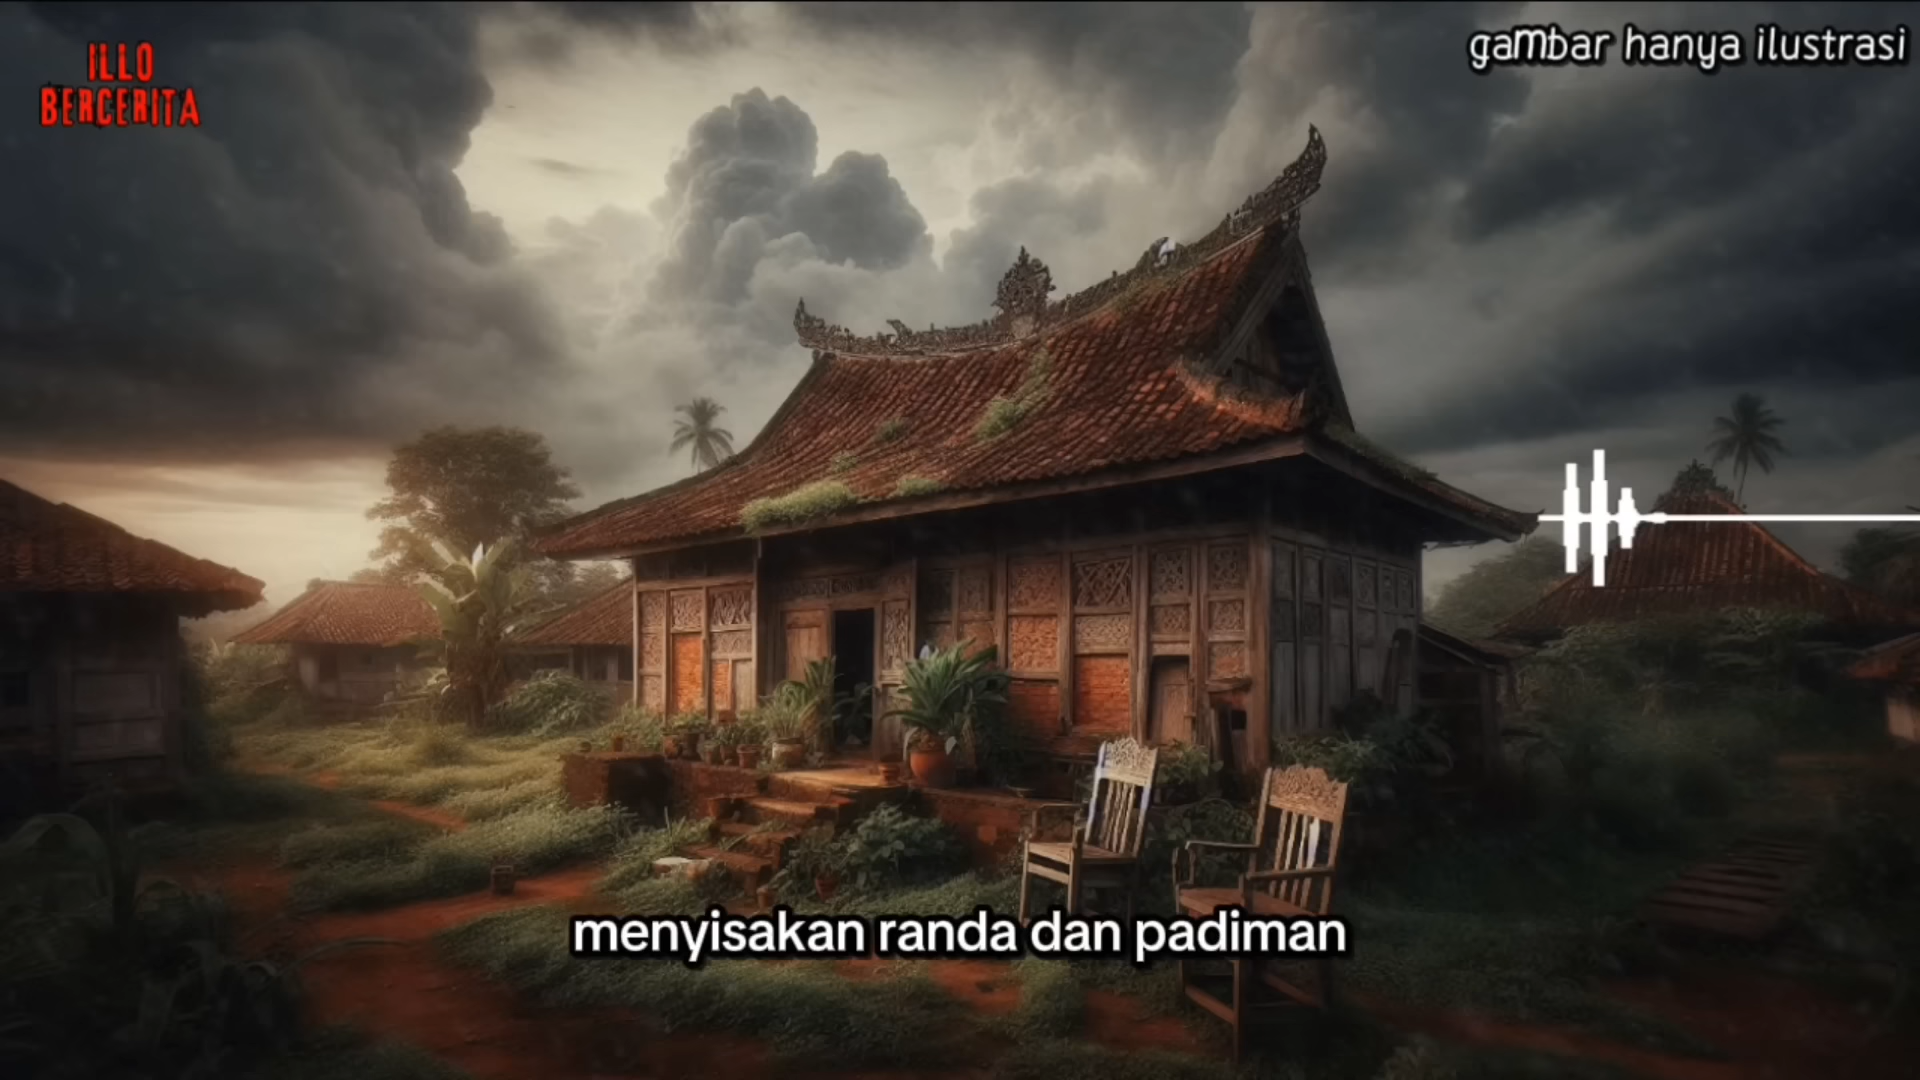 ILLO
BERCERITA
gambar hanya ilustrasi
menyisakan randa dan padiman